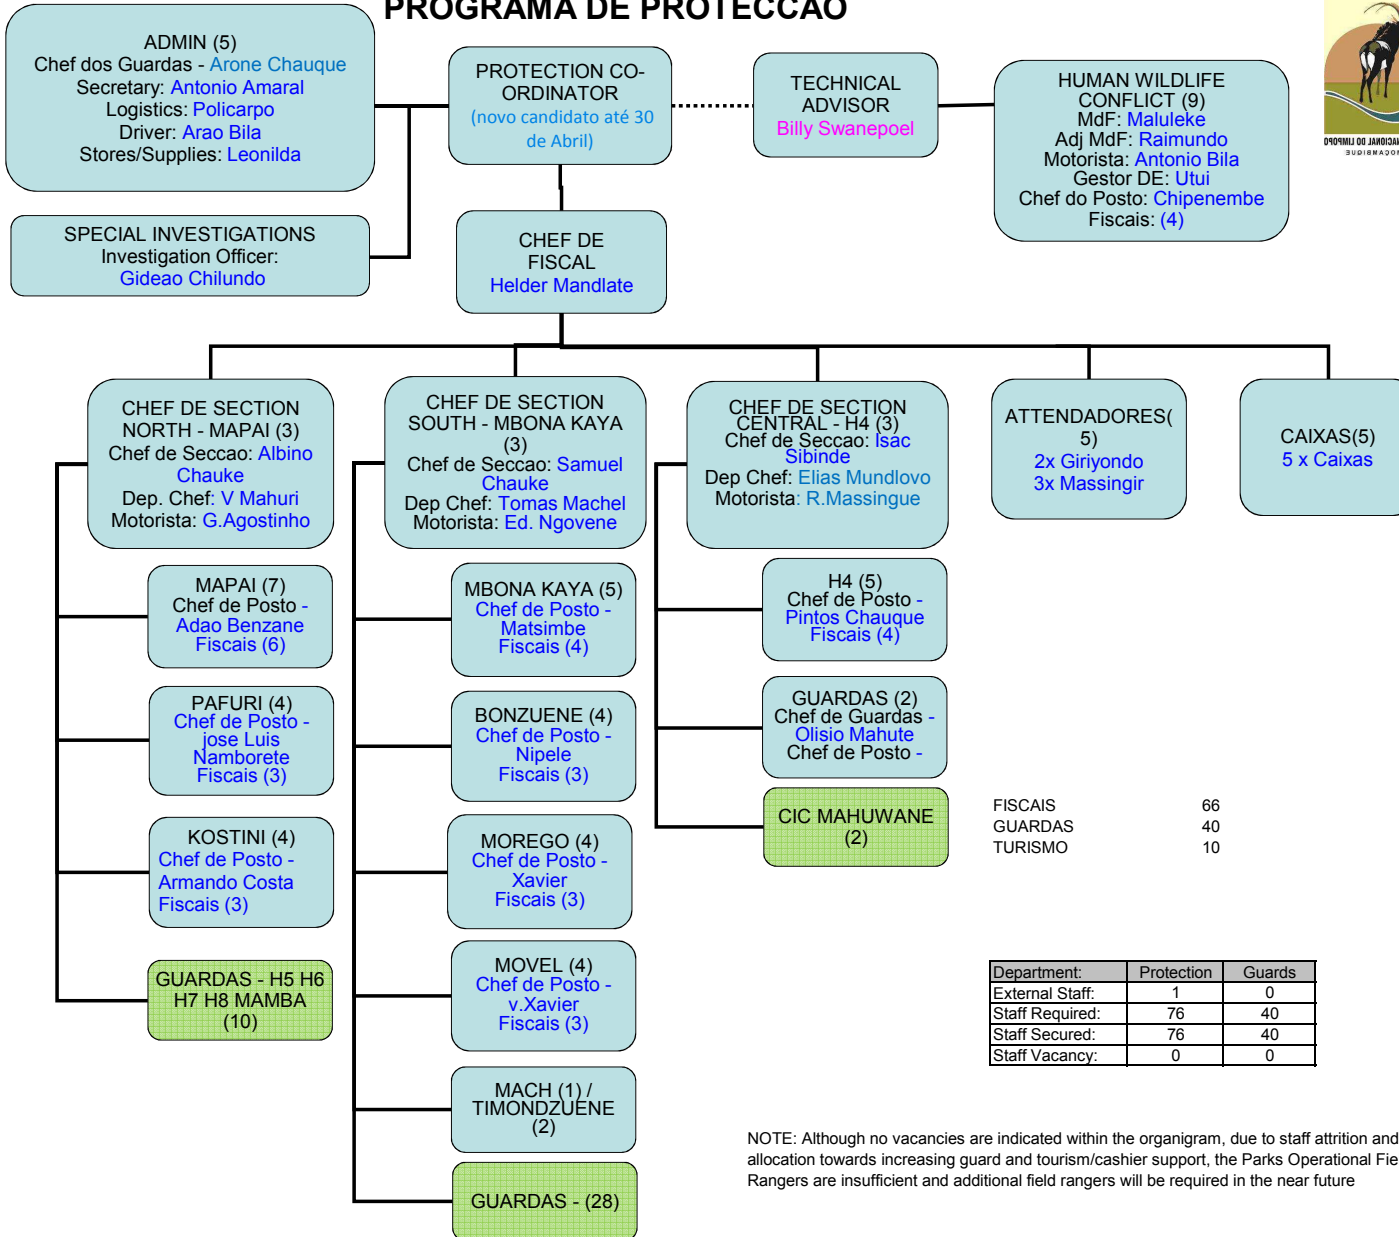 PROGRAMA DE PROTECCAO
ADMIN (5)
Chef dos Guardas - Arone Chauque
Secretary: Antonio Amaral
Logistics: Policarpo
Driver: Arao Bila
Stores/Supplies: Leonilda
PROTECTION CO-
ORDINATOR
(novo candidato até 30
de Abril)
TECHNICAL
ADVISOR
Billy Swanepoel
HUMAN WILDLIFE
CONFLICT (9)
MdF: Maluleke
Adj MdF: Raimundo
Motorista: Antonio Bila
Gestor DE: Utui
Chef do Posto: Chipenembe
Fiscais: (4)
NACIONAL DO LIMPOPO
MOÇAMBIQUE
SPECIAL INVESTIGATIONS
Investigation Officer:
Gideao Chilundo
CHEF DE
FISCAL
Helder Mandlate
CHEF DE SECTION
NORTH - MAPAI (3)
Chef de Seccao: Albino
Chauke
Dep. Chef: V Mahuri
Motorista: G.Agostinho
CHEF DE SECTION
SOUTH - MBONA KAYA
(3)
Chef de Seccao: Samuel
Chauke
Dep Chef: Tomas Machel
Motorista: Ed. Ngovene
CHEF DE SECTION
CENTRAL - H4 (3)
Chef de Seccao: Isac
Sibinde
Dep Chef: Elias Mundlovo
Motorista: R.Massingue
ATTENDADORES(
5)
2x Giriyondo
3x Massingir
CAIXAS(5)
5 x Caixas
MAPAI (7)
Chef de Posto -
Adao Benzane
Fiscais (6)
PAFURI (4)
Chef de Posto -
jose Luis
Namborete
Fiscais (3)
KOSTINI (4)
Chef de Posto -
Armando Costa
Fiscais (3)
GUARDAS - H5 H6
H7 H8 MAMBA
(10)
MBONA KAYA (5)
Chef de Posto -
Matsimbe
Fiscais (4)
BONZUENE (4)
Chef de Posto -
Nipele
Fiscais (3)
MOREGO (4)
Chef de Posto -
Xavier
Fiscais (3)
MOVEL (4)
Chef de Posto -
v.Xavier
Fiscais (3)
MACH (1) /
TIMONDZUENE
(2)
GUARDAS - (28)
H4 (5)
Chef de Posto -
Pintos Chauque
Fiscais (4)
GUARDAS (2)
Chef de Guardas -
Olisio Mahute
Chef de Posto -
CIC MAHUWANE
(2)
FISCAIS 66
GUARDAS 40
TURISMO 10
Department: Protection Guards
External Staff: 1 0
Staff Required: 76 40
Staff Secured: 76 40
Staff Vacancy: 0 0
NOTE: Although no vacancies are indicated within the organigram, due to staff attrition and
allocation towards increasing guard and tourism/cashier support, the Parks Operational Fie
Rangers are insufficient and additional field rangers will be required in the near future